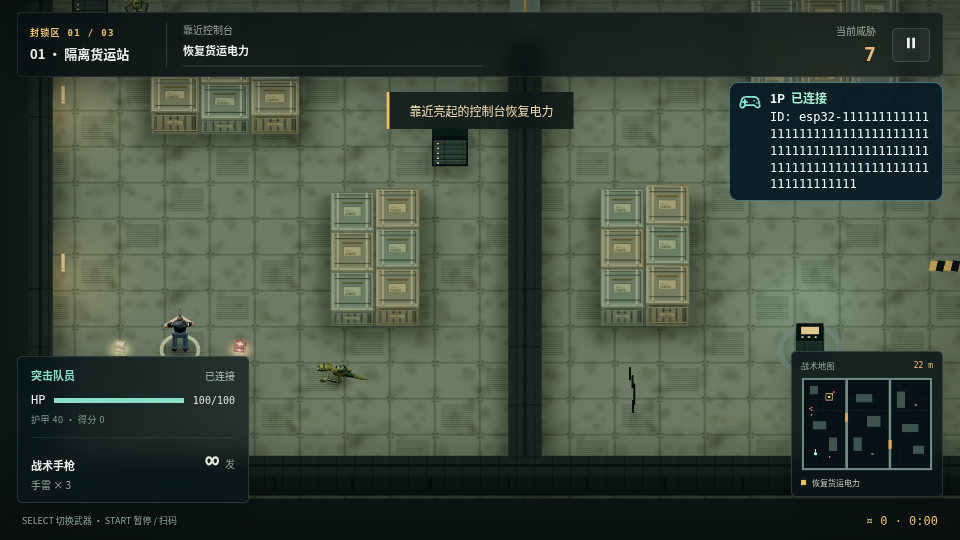 封锁区 01 / 03
01 · 隔离货运站
靠近控制台
恢复货运电力
当前威胁
7
靠近亮起的控制台恢复电力
1P 已连接
ID: esp32-111111111111
1111111111111111111111
1111111111111111111111
1111111111111111111111
111111111111
突击队员 已连接
HP 100/100
护甲 40 · 得分 0
战术手枪 ∞ 发
手雷 × 3
战术地图 22 m
恢复货运电力
SELECT 切换武器 · START 暂停 / 扫码
¤ 0 · 0:00